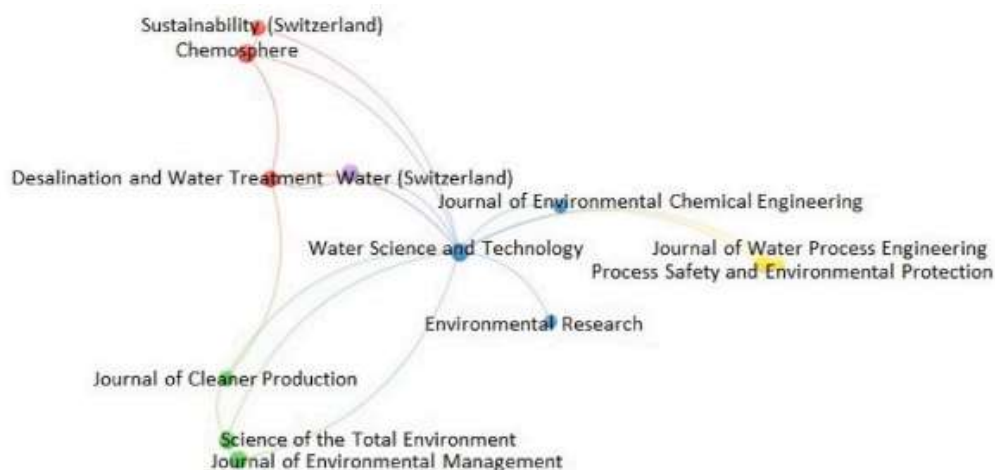 Sustainability (Switzerland)
Chemosphere
Desalination and Water Treatment
Water (Switzerland)
Journal of Environmental Chemical Engineering
Water Science and Technology
Journal of Water Process Engineering
Process Safety and Environmental Protection
Environmental Research
Journal of Cleaner Production
Science of the Total Environment
Journal of Environmental Management